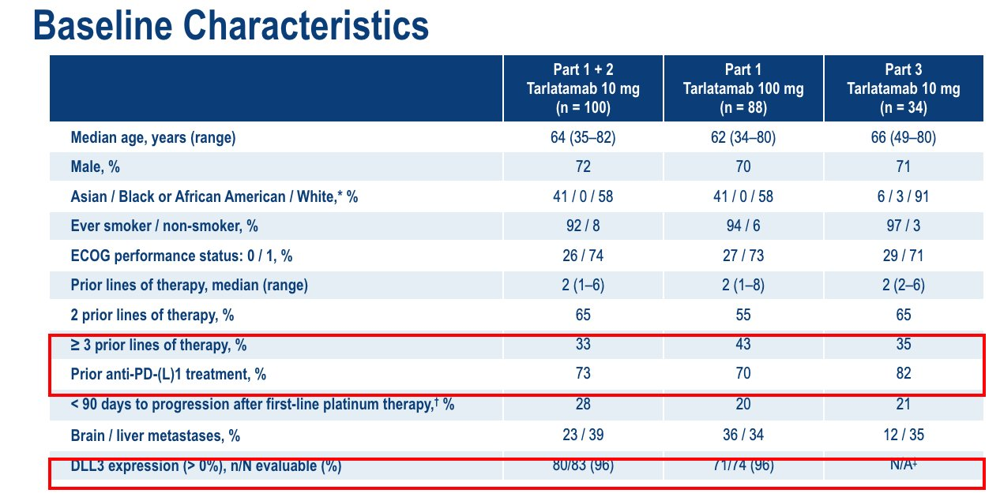 Baseline Characteristics
Part 1 + 2 Part 1 Part 3
Tarlatamab 10 mg Tarlatamab 100 mg Tarlatamab 10 mg
(n = 100) (n = 88) (n = 34)
Median age, years (range) 64 (35–82) 62 (34–80) 66 (49–80)
Male, % 72 70 71
Asian / Black or African American / White,* % 41 / 0 / 58 41 / 0 / 58 6 / 3 / 91
Ever smoker / non-smoker, % 92 / 8 94 / 6 97 / 3
ECOG performance status: 0 / 1, % 26 / 74 27 / 73 29 / 71
Prior lines of therapy, median (range) 2 (1–6) 2 (1–8) 2 (2–6)
2 prior lines of therapy, % 65 55 65
≥ 3 prior lines of therapy, % 33 43 35
Prior anti-PD-(L)1 treatment, % 73 70 82
< 90 days to progression after first-line platinum therapy,† % 28 20 21
Brain / liver metastases, % 23 / 39 36 / 34 12 / 35
DLL3 expression (> 0%), n/N evaluable (%) 80/83 (96) 71/74 (96) N/A‡